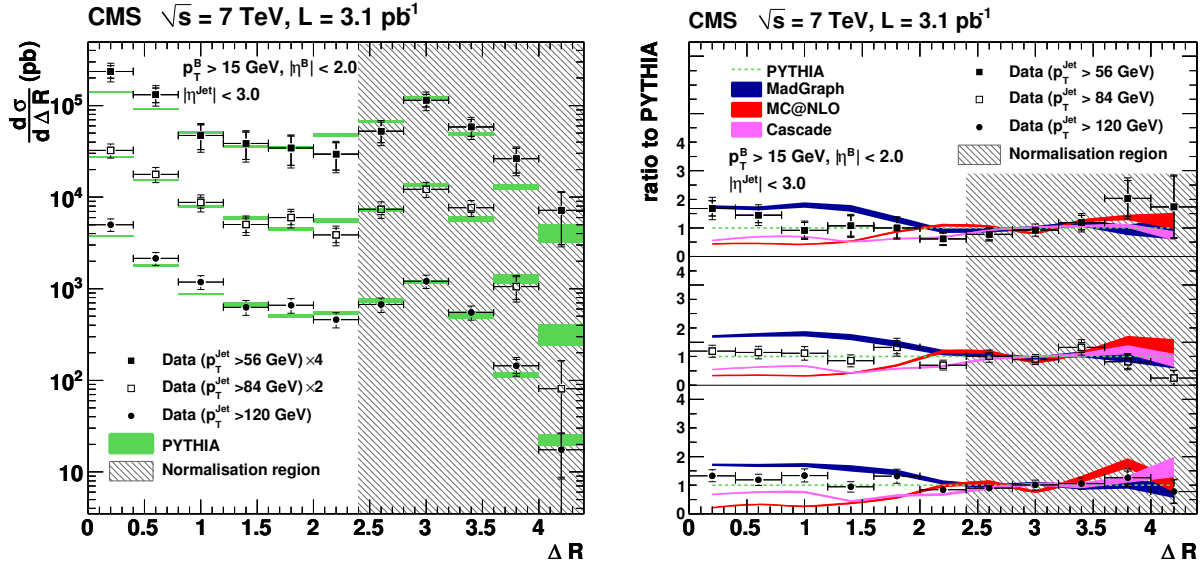 CMS √s = 7 TeV, L = 3.1 pb⁻¹
dσ/dΔR (pb)
p_T^B > 15 GeV, |η^B| < 2.0
|η^Jet| < 3.0
10⁵
10⁴
10³
10²
10
Data (p_T^Jet >56 GeV) ×4
Data (p_T^Jet >84 GeV) ×2
Data (p_T^Jet >120 GeV)
PYTHIA
Normalisation region
0 0.5 1 1.5 2 2.5 3 3.5 4
Δ R
CMS √s = 7 TeV, L = 3.1 pb⁻¹
ratio to PYTHIA
PYTHIA
MadGraph
MC@NLO
Cascade
Data (p_T^Jet > 56 GeV)
Data (p_T^Jet > 84 GeV)
Data (p_T^Jet > 120 GeV)
Normalisation region
p_T^B > 15 GeV, |η^B| < 2.0
|η^Jet| < 3.0
4
3
2
1
0
4
3
2
1
0
4
3
2
1
0
0 0.5 1 1.5 2 2.5 3 3.5 4
Δ R